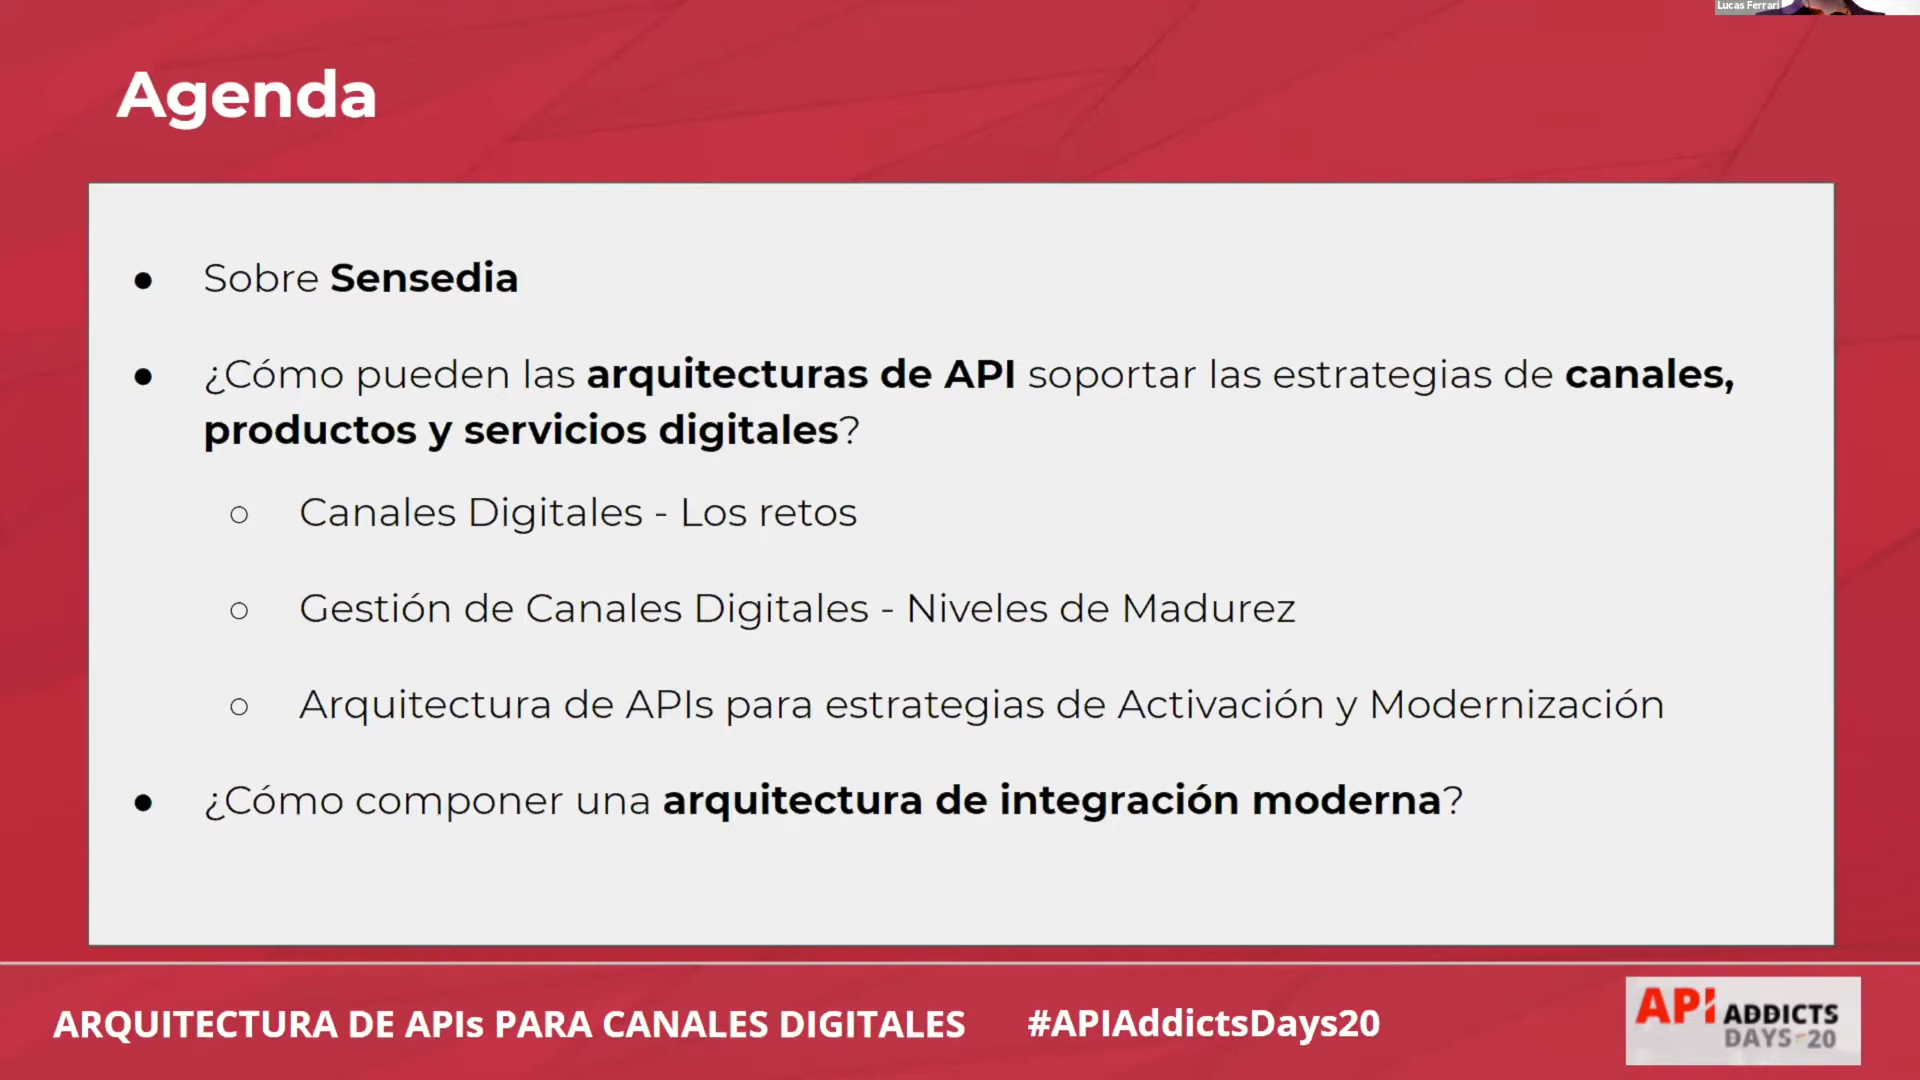 Lucas Ferrari
Agenda
● Sobre Sensedia
● ¿Cómo pueden las arquitecturas de API soportar las estrategias de canales,
productos y servicios digitales?
○ Canales Digitales - Los retos
○ Gestión de Canales Digitales - Niveles de Madurez
○ Arquitectura de APIs para estrategias de Activación y Modernización
● ¿Cómo componer una arquitectura de integración moderna?
ARQUITECTURA DE APIs PARA CANALES DIGITALES #APIAddictsDays20
API ADDICTS
DAYS-20